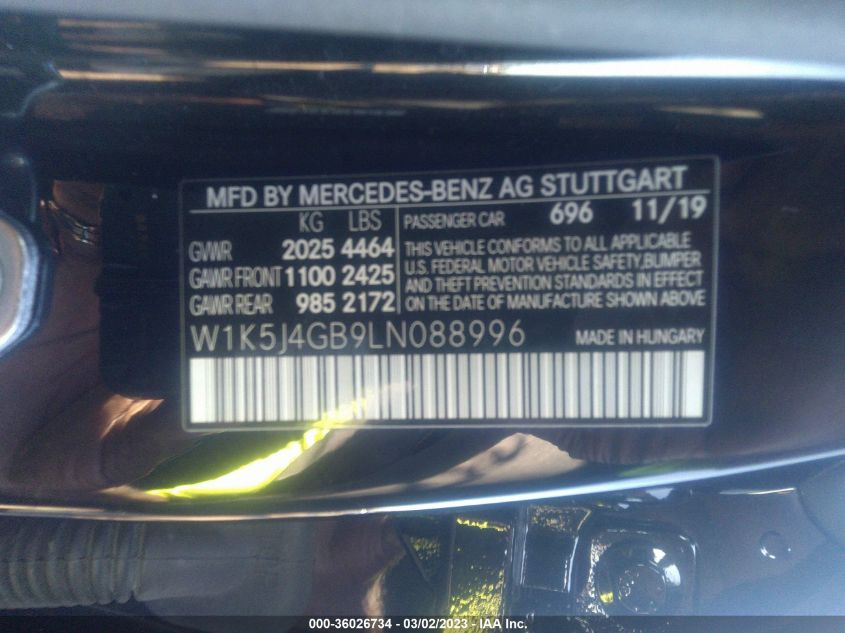 MFD BY MERCEDES-BENZ AG STUTTGART
KG LBS
GVWR 2025 4464
GAWR FRONT 1100 2425
GAWR REAR 985 2172
PASSENGER CAR 696 11/19
THIS VEHICLE CONFORMS TO ALL APPLICABLE
U.S. FEDERAL MOTOR VEHICLE SAFETY, BUMPER
AND THEFT PREVENTION STANDARDS IN EFFECT
ON THE DATE OF MANUFACTURE SHOWN ABOVE
W1K5J4GB9LN088996 MADE IN HUNGARY
000-36026734 — 03/02/2023 — IAA Inc.